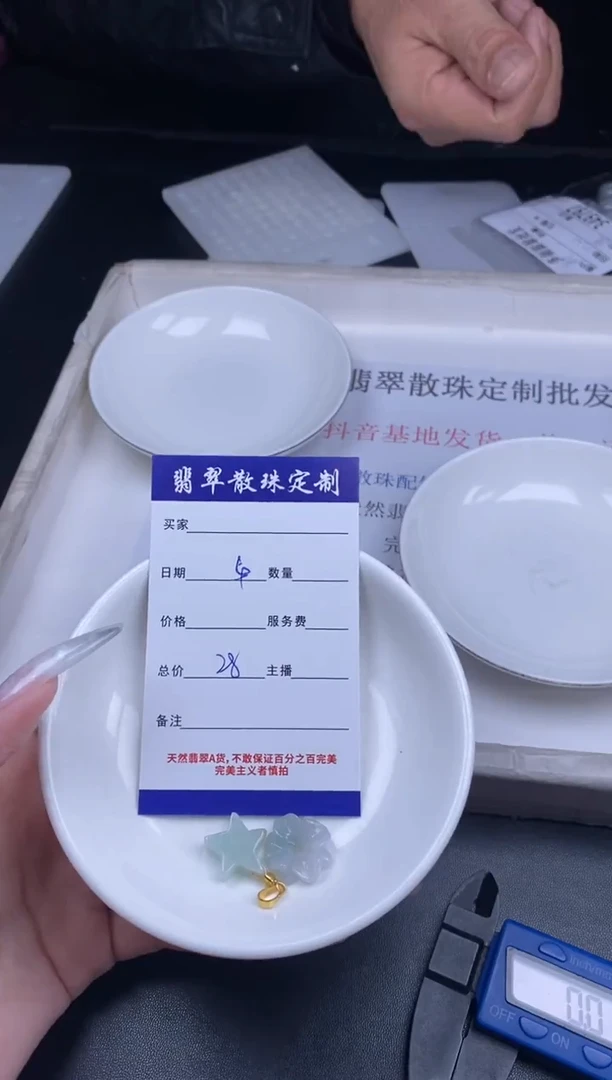 翡翠散珠定制批发
抖音基地发货
散珠配
然翡
完
翡翠散珠定制
买家
日期 数量
价格 服务费
总价 28 主播
备注
天然翡翠A货,不敢保证百分之百完美
完美主义者慎拍
OFF ON
0.0